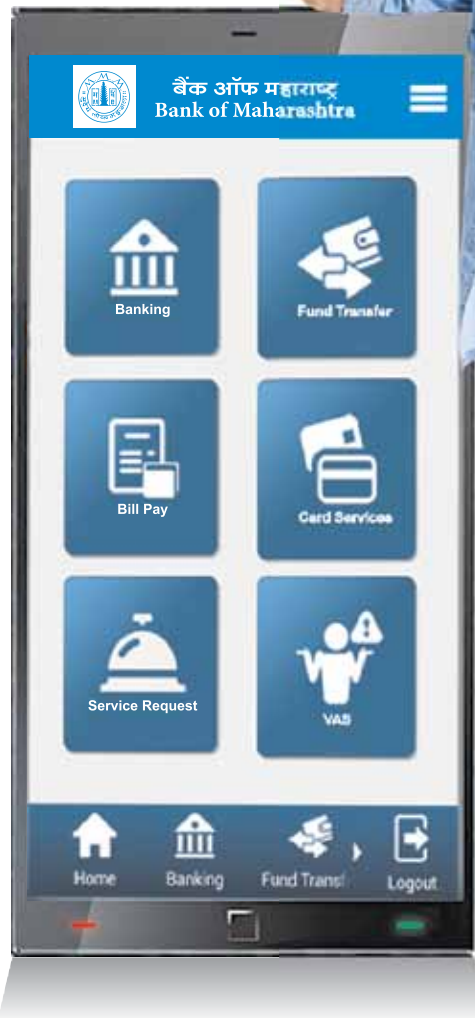 बैंक ऑफ महाराष्ट्र
Bank of Maharashtra
Banking
Fund Transfer
Bill Pay
Card Services
Service Request
VAS
Home
Banking
Fund Transf
Logout